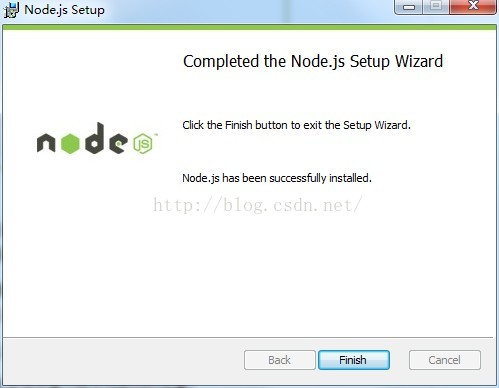 Node.js Setup
Completed the Node.js Setup Wizard
Click the Finish button to exit the Setup Wizard.
node JS™
Node.js has been successfully installed.
http://blog.csdn.net/
Back Finish Cancel